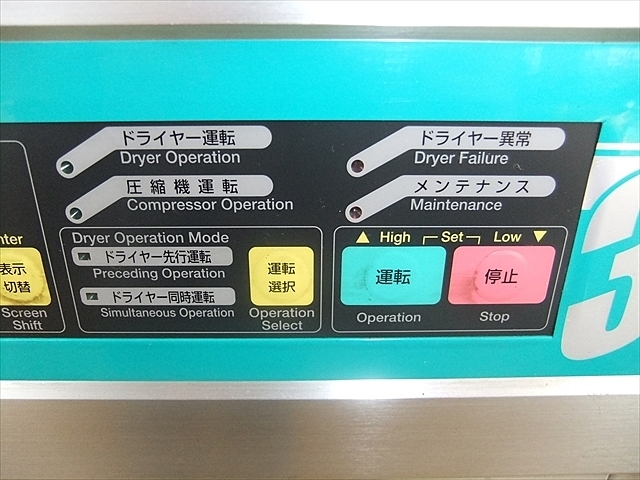 ドライヤー運転
Dryer Operation
圧縮機運転
Compressor Operation
ドライヤー異常
Dryer Failure
メンテナンス
Maintenance
nter
表示
切替
Screen
Shift
Dryer Operation Mode
ドライヤー先行運転
Preceding Operation
ドライヤー同時運転
Simultaneous Operation
運転
選択
Operation
Select
▲ High Set Low ▼
運転
Operation
停止
Stop
3